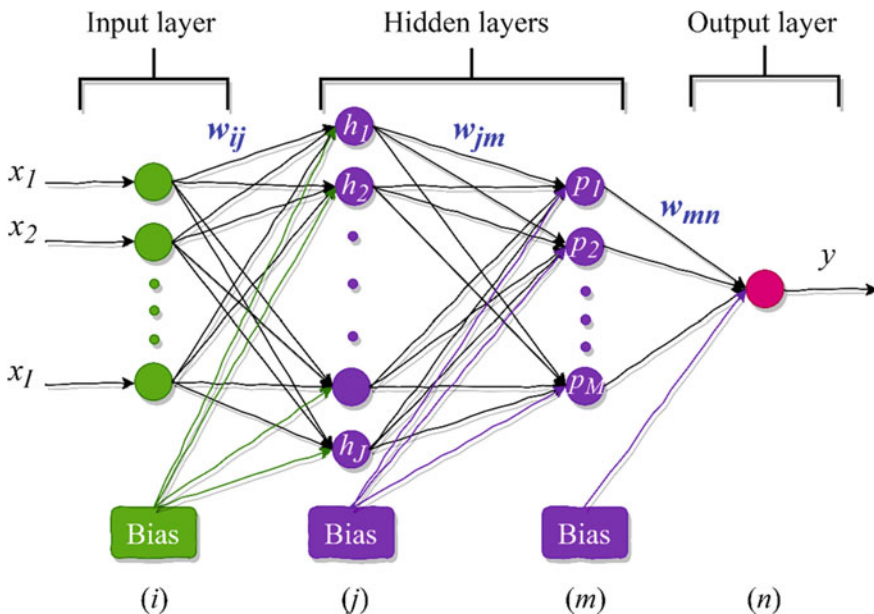 Input layer
Hidden layers
Output layer
w_ij
w_jm
w_mn
x_1
x_2
x_I
h_1
h_2
h_J
p_1
p_2
p_M
y
Bias
Bias
Bias
(i)
(j)
(m)
(n)